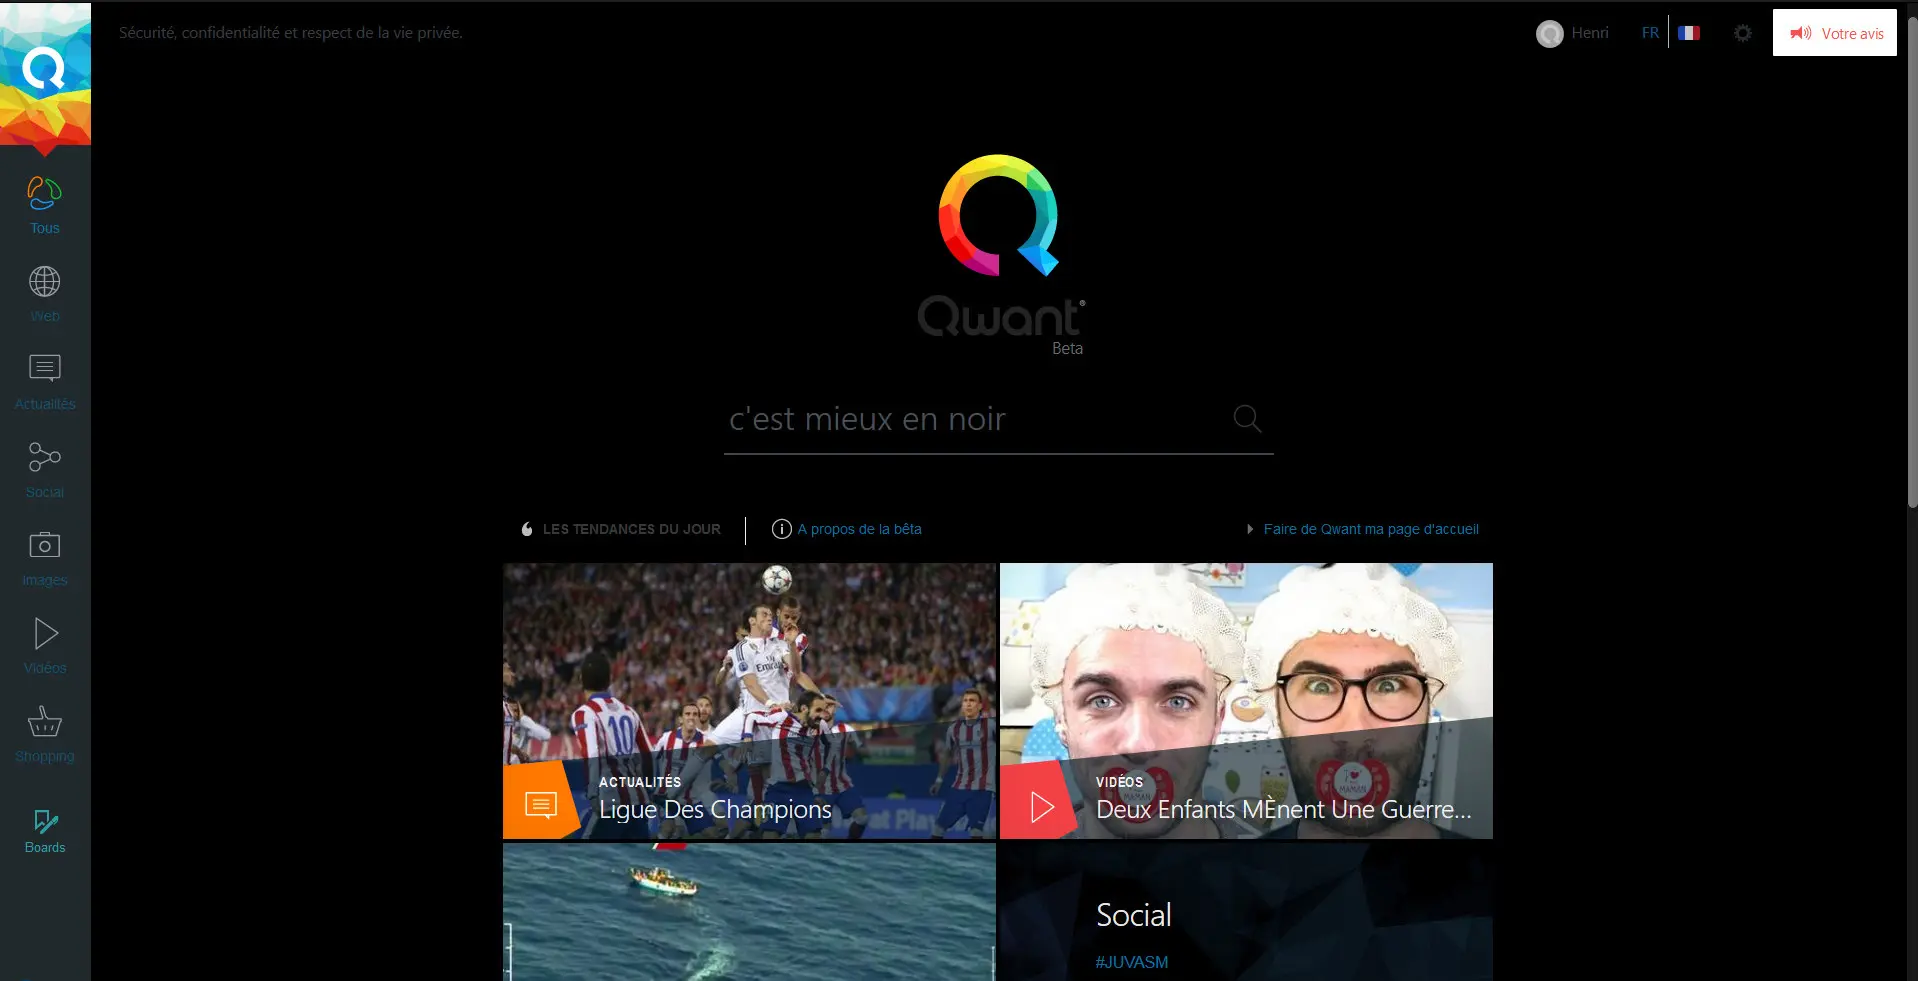 Sécurité, confidentialité et respect de la vie privée.
Henri
FR
Votre avis
Tous
Web
Actualités
Social
Images
Vidéos
Shopping
Boards
Qwant®
Beta
c'est mieux en noir
LES TENDANCES DU JOUR
A propos de la bêta
Faire de Qwant ma page d'accueil
10
ACTUALITÉS
Ligue Des Champions
I ♥ MAMAN
VIDÉOS
Deux Enfants MÈnent Une Guerre...
Social
#JUVASM